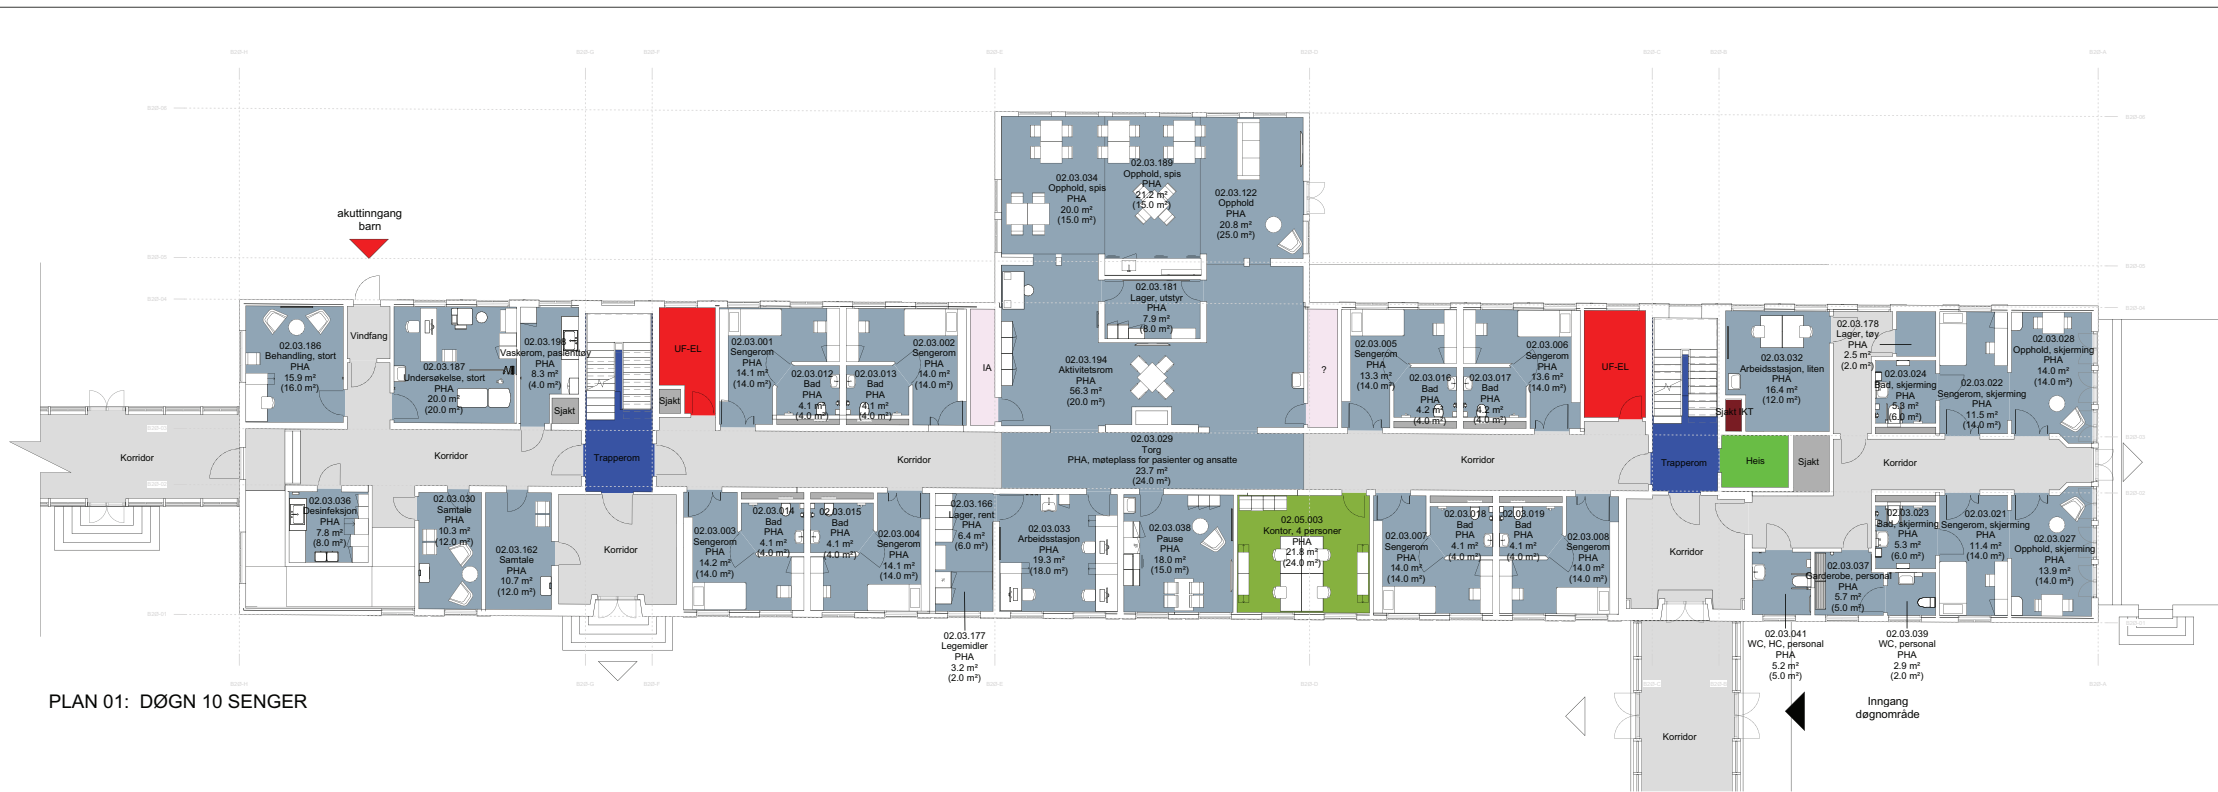 akuttinngang
barn
02.03.186
Behandling, stort
PHA
15.9 m²
(16.0 m²)
Vindfang
02.03.187
Undersøkelse, stort
PHA
20.0 m²
(20.0 m²)
02.03.198
Vaskerom, pasienttøy
PHA
8.3 m²
(4.0 m²)
Sjakt
UF-EL
Sjakt
02.03.001
Sengerom
PHA
14.1 m²
(14.0 m²)
02.03.012
Bad
PHA
4.1 m²
(4.0 m²)
02.03.013
Bad
PHA
4.1 m²
(4.0 m²)
02.03.002
Sengerom
PHA
14.0 m²
(14.0 m²)
IA
02.03.034
Opphold, spis
PHA
20.0 m²
(15.0 m²)
02.03.189
Opphold, spis
PHA
21.2 m²
(15.0 m²)
02.03.122
Opphold
PHA
20.8 m²
(25.0 m²)
02.03.181
Lager, utstyr
PHA
7.9 m²
(8.0 m²)
02.03.194
Aktivitetsrom
PHA
56.3 m²
(20.0 m²)
?
02.03.005
Sengerom
PHA
13.3 m²
(14.0 m²)
02.03.016
Bad
PHA
4.2 m²
(4.0 m²)
02.03.017
Bad
PHA
4.2 m²
(4.0 m²)
02.03.006
Sengerom
PHA
13.6 m²
(14.0 m²)
UF-EL
02.03.032
Arbeidsstasjon, liten
PHA
16.4 m²
(12.0 m²)
Sjakt IKT
02.03.178
Lager, tøy
PHA
2.5 m²
(2.0 m²)
02.03.024
Bad, skjerming
PHA
5.3 m²
(6.0 m²)
02.03.022
Sengerom, skjerming
PHA
11.5 m²
(14.0 m²)
02.03.028
Opphold, skjerming
PHA
14.0 m²
(14.0 m²)
Korridor
Korridor
Trapperom
Korridor
02.03.029
Torg
PHA, møteplass for pasienter og ansatte
23.7 m²
(24.0 m²)
Korridor
Trapperom
Heis
Sjakt
Korridor
02.03.036
Desinfeksjon
PHA
7.8 m²
(8.0 m²)
02.03.030
Samtale
PHA
10.3 m²
(12.0 m²)
02.03.162
Samtale
PHA
10.7 m²
(12.0 m²)
Korridor
02.03.003
Sengerom
PHA
14.2 m²
(14.0 m²)
02.03.014
Bad
PHA
4.1 m²
(4.0 m²)
02.03.015
Bad
PHA
4.1 m²
(4.0 m²)
02.03.004
Sengerom
PHA
14.1 m²
(14.0 m²)
02.03.166
Lager, rent
PHA
6.4 m²
(6.0 m²)
02.03.033
Arbeidsstasjon
PHA
19.3 m²
(18.0 m²)
02.03.038
Pause
PHA
18.0 m²
(15.0 m²)
02.05.003
Kontor, 4 personer
PHA
21.8 m²
(24.0 m²)
02.03.007
Sengerom
PHA
14.0 m²
(14.0 m²)
02.03.018
Bad
PHA
4.1 m²
(4.0 m²)
02.03.019
Bad
PHA
4.1 m²
(4.0 m²)
02.03.008
Sengerom
PHA
14.0 m²
(14.0 m²)
Korridor
02.03.023
Bad, skjerming
PHA
5.3 m²
(6.0 m²)
02.03.021
Sengerom, skjerming
PHA
11.4 m²
(14.0 m²)
02.03.027
Opphold, skjerming
PHA
13.9 m²
(14.0 m²)
02.03.037
Garderobe, personal
PHA
5.7 m²
(5.0 m²)
02.03.177
Legemidler
PHA
3.2 m²
(2.0 m²)
02.03.041
WC, HC, personal
PHA
5.2 m²
(5.0 m²)
02.03.039
WC, personal
PHA
2.9 m²
(2.0 m²)
PLAN 01: DØGN 10 SENGER
Inngang
døgnområde
Korridor